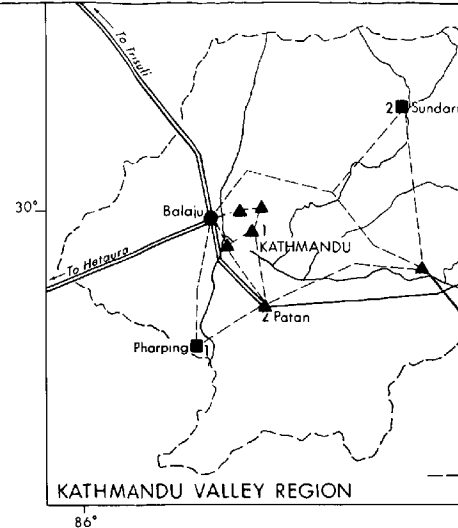 To Trisuli
2 Sundari
30°
Balaju
1
KATHMANDU
To Hetaura
2 Patan
Pharping 1
KATHMANDU VALLEY REGION
86°